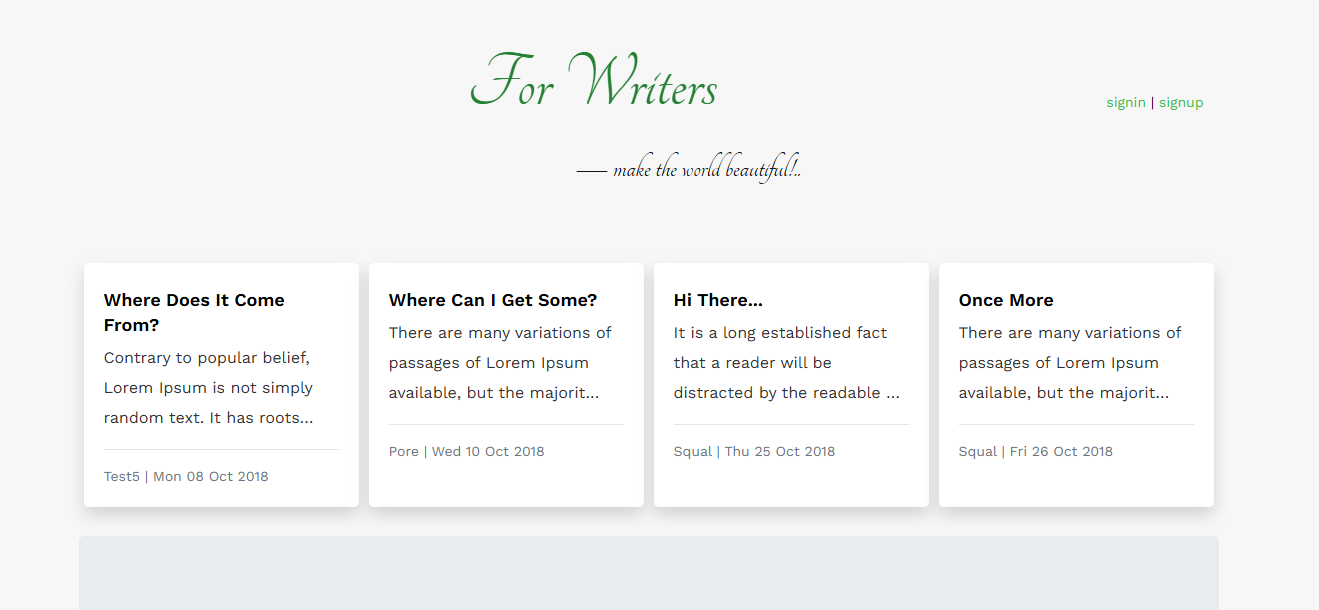 For Writers
signin | signup
—— make the world beautiful!..
Where Does It Come
From?
Contrary to popular belief,
Lorem Ipsum is not simply
random text. It has roots...
Test5 | Mon 08 Oct 2018
Where Can I Get Some?
There are many variations of
passages of Lorem Ipsum
available, but the majorit...
Pore | Wed 10 Oct 2018
Hi There...
It is a long established fact
that a reader will be
distracted by the readable ...
Squal | Thu 25 Oct 2018
Once More
There are many variations of
passages of Lorem Ipsum
available, but the majorit...
Squal | Fri 26 Oct 2018